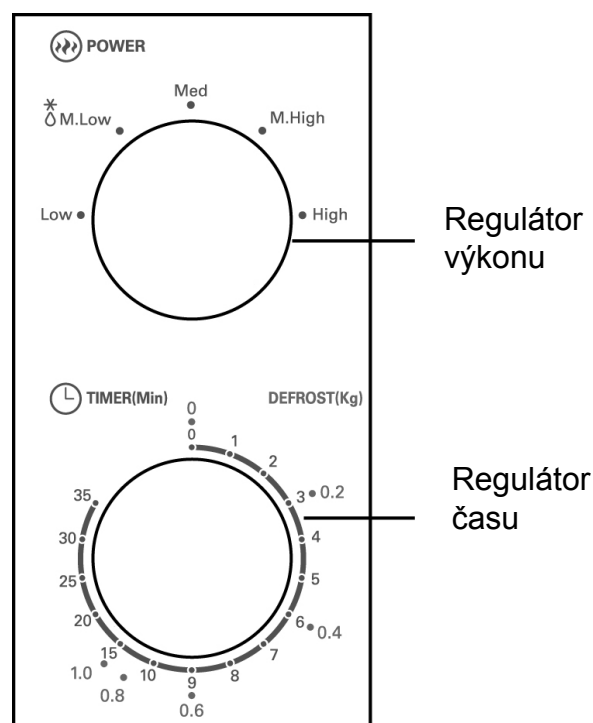 POWER
Med
M.Low
M.High
Low
High
Regulátor
výkonu
TIMER(Min)
DEFROST(Kg)
0
0
1
2
3
0.2
4
5
6
0.4
7
8
9
0.6
10
0.8
15
1.0
20
25
30
35
Regulátor
času